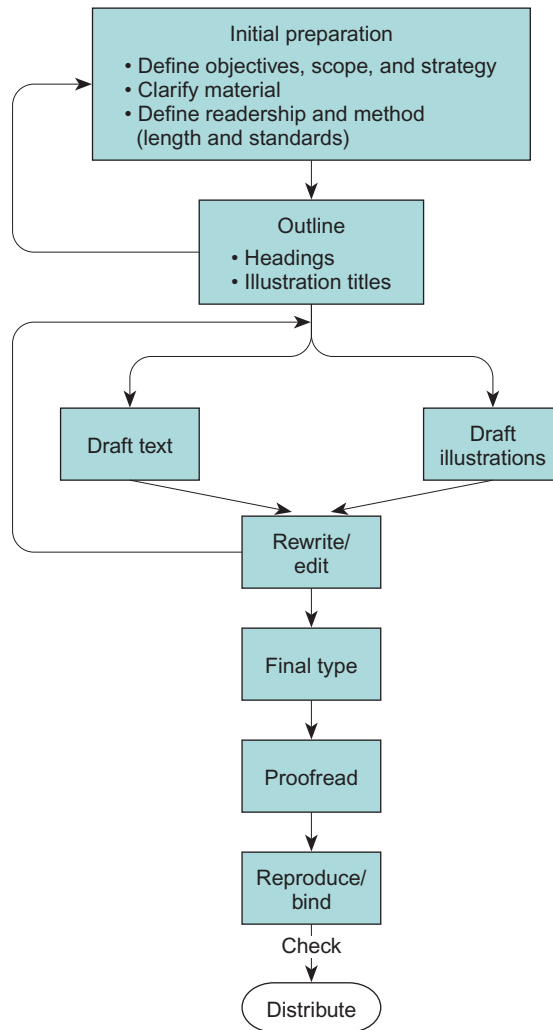 Initial preparation
• Define objectives, scope, and strategy
• Clarify material
• Define readership and method
(length and standards)
Outline
• Headings
• Illustration titles
Draft text
Draft
illustrations
Rewrite/
edit
Final type
Proofread
Reproduce/
bind
Check
Distribute